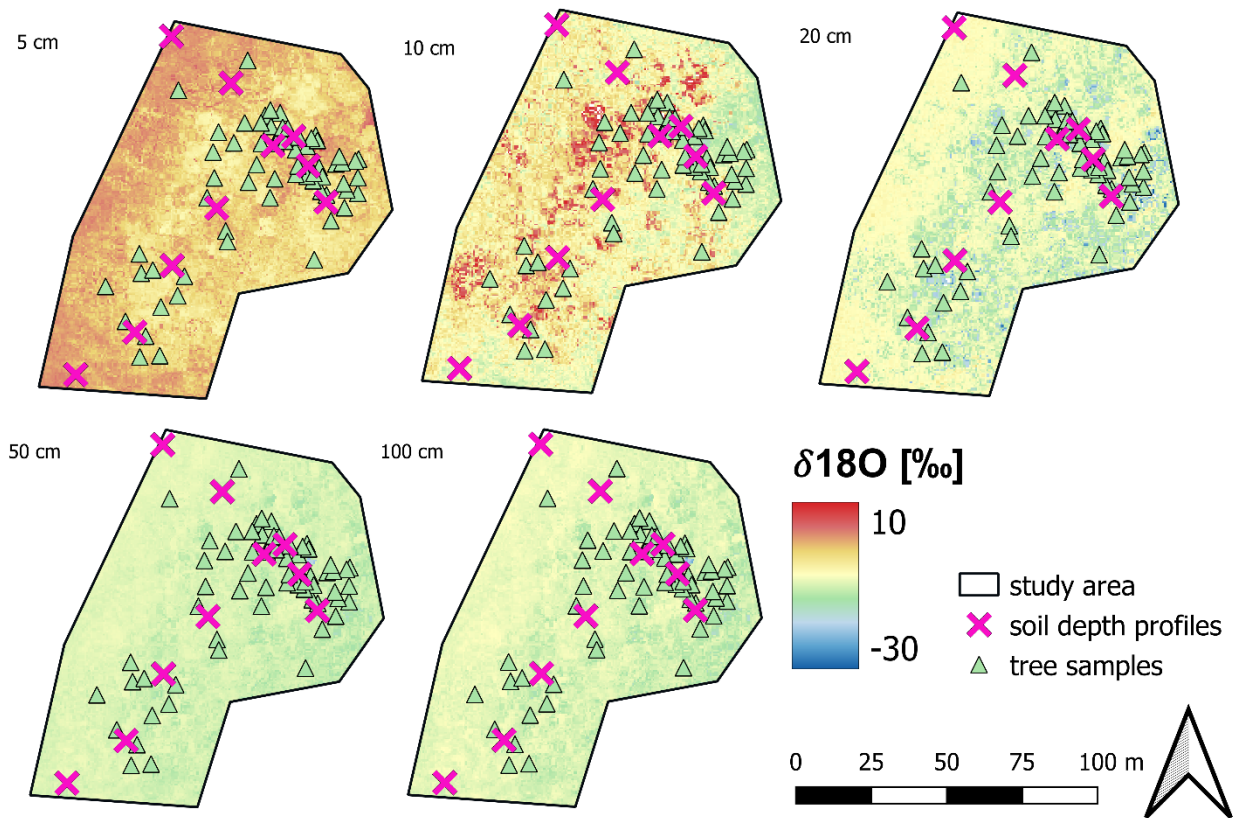 5 cm
10 cm
20 cm
50 cm
100 cm
δ18O [‰]
10
-30
study area
soil depth profiles
tree samples
0 25 50 75 100 m